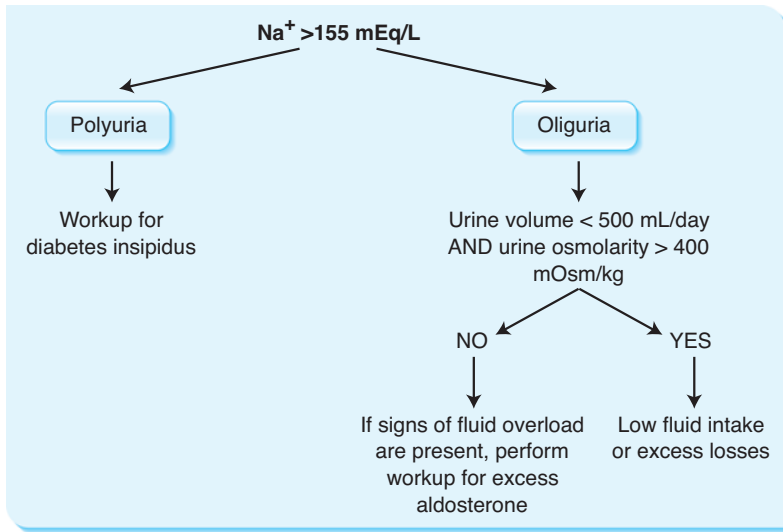 Na+ >155 mEq/L
Polyuria
Oliguria
Workup for
diabetes insipidus
Urine volume < 500 mL/day
AND urine osmolarity > 400
mOsm/kg
NO
YES
If signs of fluid overload
are present, perform
workup for excess
aldosterone
Low fluid intake
or excess losses